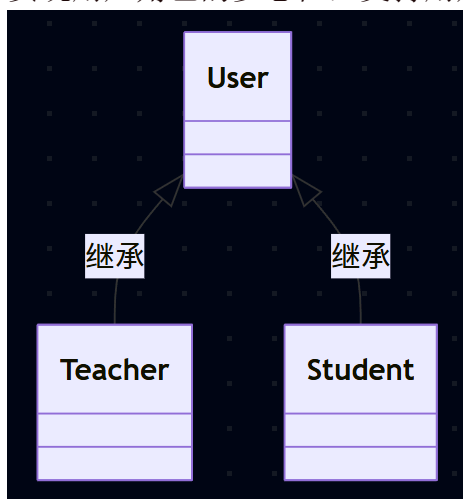 User
继承
继承
Teacher
Student